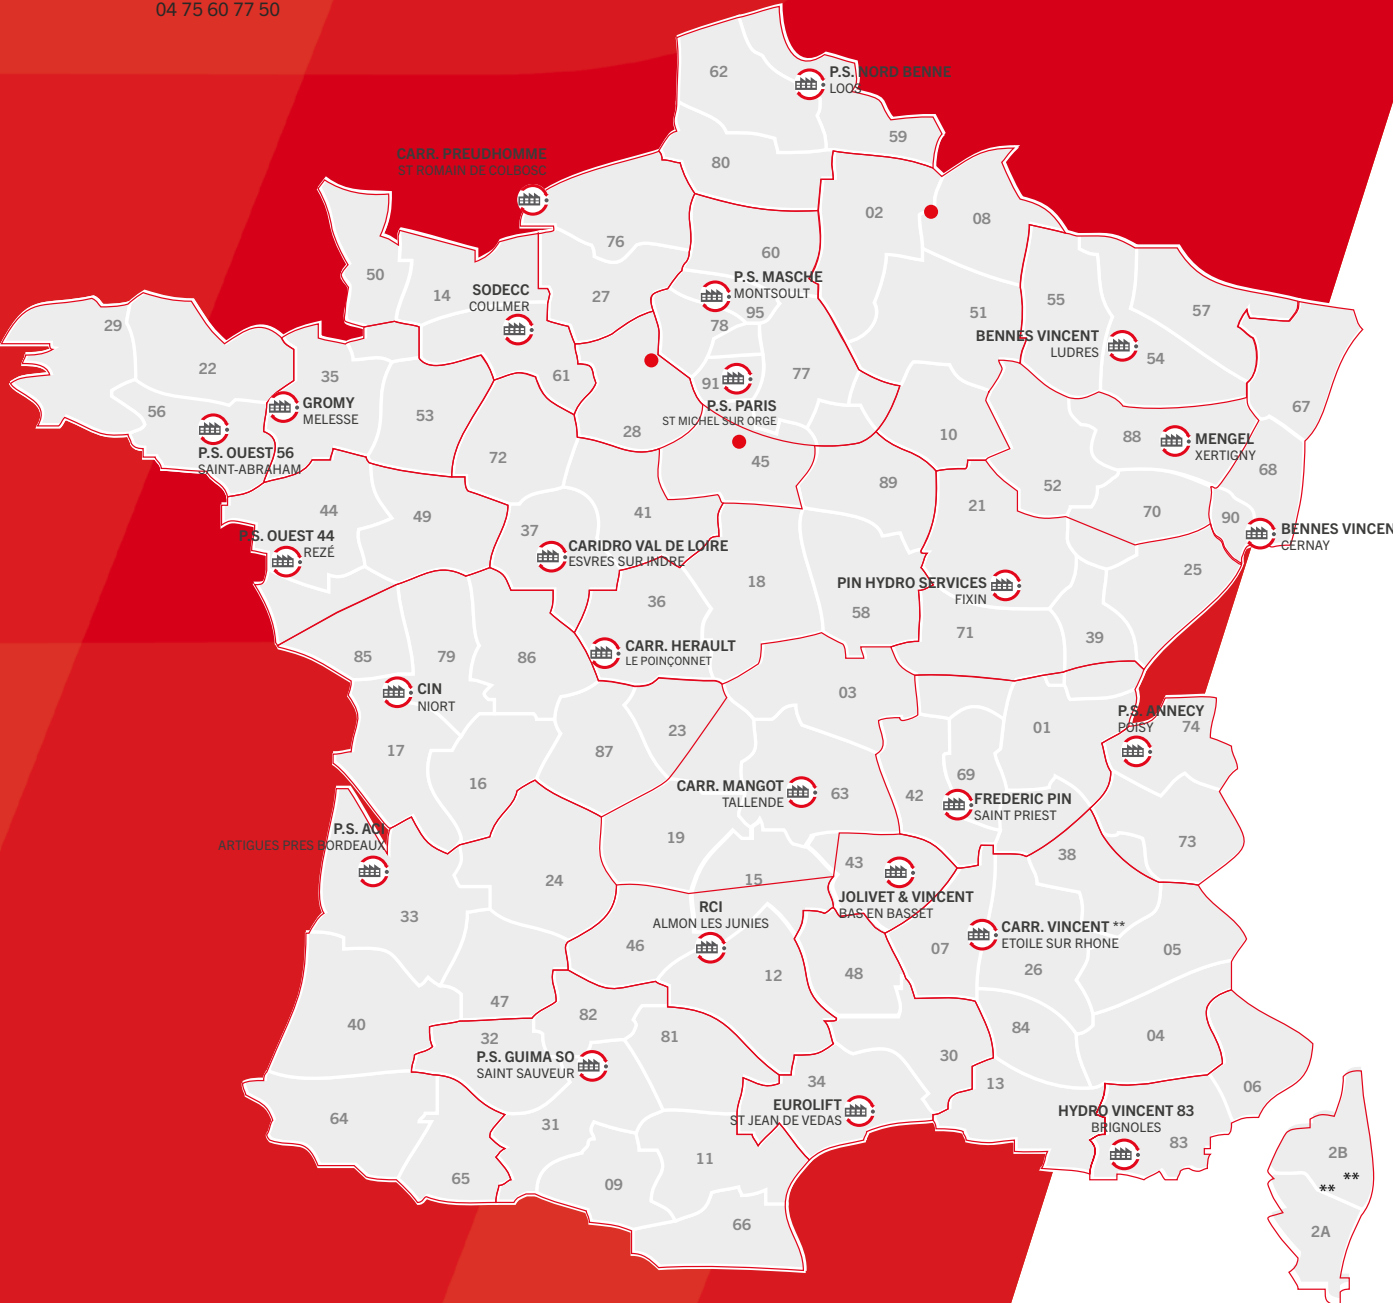 04 75 60 77 50
62
P.S. NORD BENNE
LOOS
59
CARR. PREUDHOMME
ST ROMAIN DE COLBOSC
80
02
08
76
60
50
14
SODECC
COULMER
27
P.S. MASCHE
MONTSOULT
95
78
51
55
57
BENNES VINCENT
LUDRES
54
29
22
35
56
GROMY
MELESSE
53
61
91
77
P.S. PARIS
ST MICHEL SUR ORGE
67
P.S. OUEST 56
SAINT-ABRAHAM
72
28
45
10
88
MENGEL
XERTIGNY
68
89
52
21
70
90
44
49
41
37
P.S. OUEST 44
REZÉ
CARIDRO VAL DE LOIRE
ESVRES SUR INDRE
BENNES VINCEN
CERNAY
25
18
PIN HYDRO SERVICES
FIXIN
36
58
71
39
85
79
86
CARR. HERAULT
LE POINÇONNET
CIN
NIORT
03
P.S. ANNECY
POISY
74
17
87
23
01
16
CARR. MANGOT
TALLENDE
63
42
69
FREDERIC PIN
SAINT PRIEST
P.S. ACI
ARTIGUES PRES BORDEAUX
19
38
73
43
15
24
JOLIVET & VINCENT
BAS EN BASSET
33
RCI
ALMON LES JUNIES
CARR. VINCENT **
ETOILE SUR RHONE
46
12
48
07
26
05
40
47
32
82
81
84
04
P.S. GUIMA SO
SAINT SAUVEUR
30
34
13
06
EUROLIFT
ST JEAN DE VEDAS
HYDRO VINCENT 83
BRIGNOLES
83
64
31
11
2B
**
**
65
09
66
2A